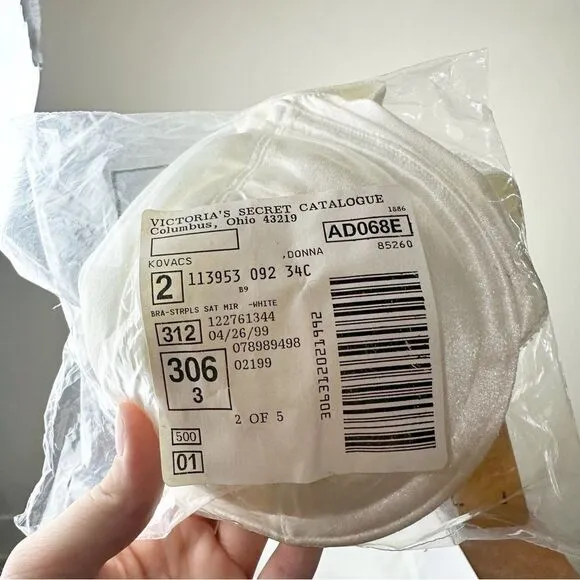 VICTORIA'S SECRET CATALOGUE
Columbus, Ohio 43219
1886
AD068E
KOVACS ,DONNA 85260
2 113953 092 34C
B9
BRA-STRPLS SAT MIR -WHITE
312 122761344
04/26/99
306 078989498
3 02199
2 OF 5
500
01
306312021992